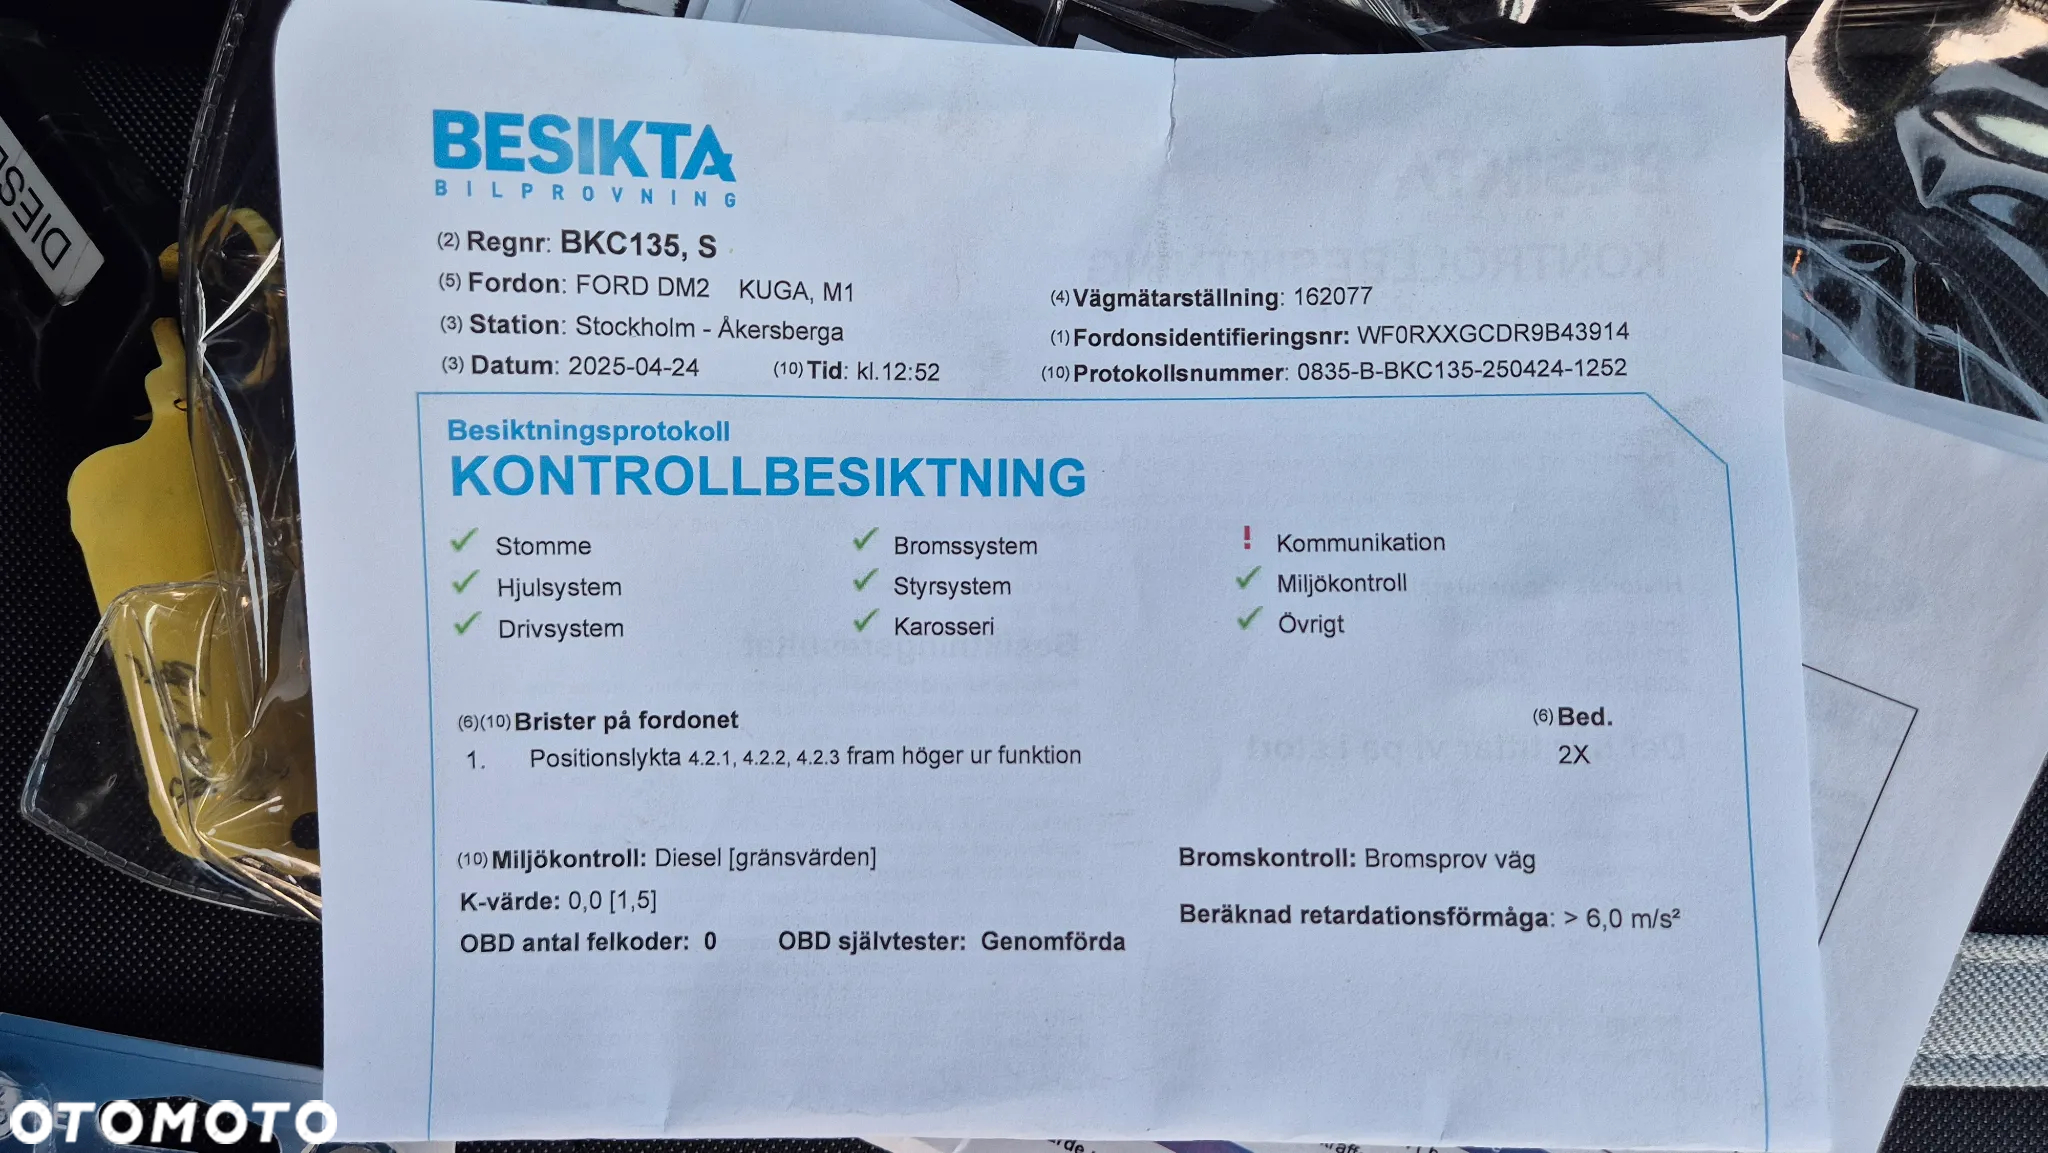 BESIKTA
BILPROVNING
(2) Regnr: BKC135, S
(5) Fordon: FORD DM2 KUGA, M1
(3) Station: Stockholm - Åkersberga
(3) Datum: 2025-04-24 (10) Tid: kl.12:52
(4) Vägmätarställning: 162077
(1) Fordonsidentifieringsnr: WF0RXXGCDR9B43914
(10) Protokollsnummer: 0835-B-BKC135-250424-1252
Besiktningsprotokoll
KONTROLLBESIKTNING
Stomme
Hjulsystem
Drivsystem
Bromssystem
Styrsystem
Karosseri
! Kommunikation
Miljökontroll
Övrigt
(6)(10) Brister på fordonet (6) Bed.
1. Positionslykta 4.2.1, 4.2.2, 4.2.3 fram höger ur funktion 2X
(10) Miljökontroll: Diesel [gränsvärden]
K-värde: 0,0 [1,5]
OBD antal felkoder: 0 OBD självtester: Genomförda
Bromskontroll: Bromsprov väg
Beräknad retardationsförmåga: > 6,0 m/s²
DIES
OTOMOTO